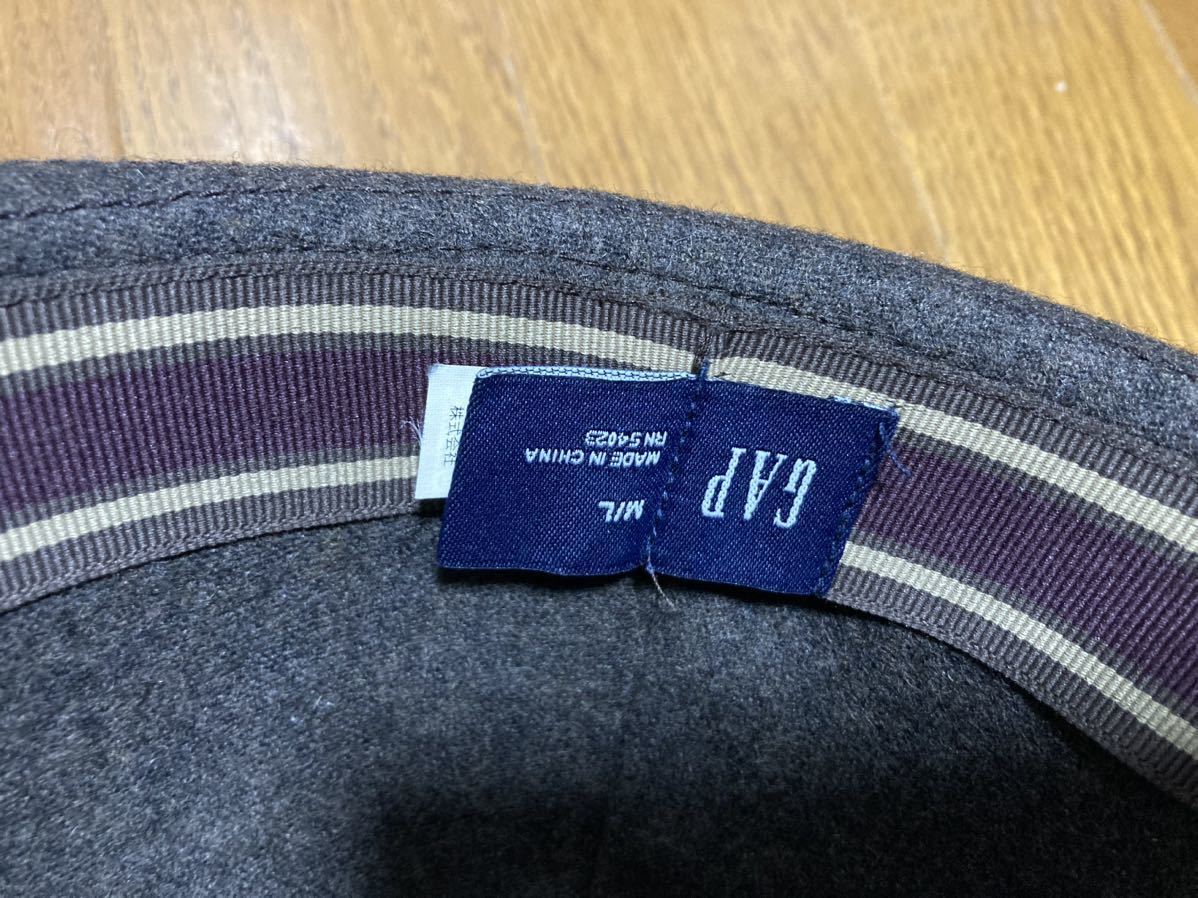 GAP
M/L
MADE IN CHINA
RN 54023
株式会社